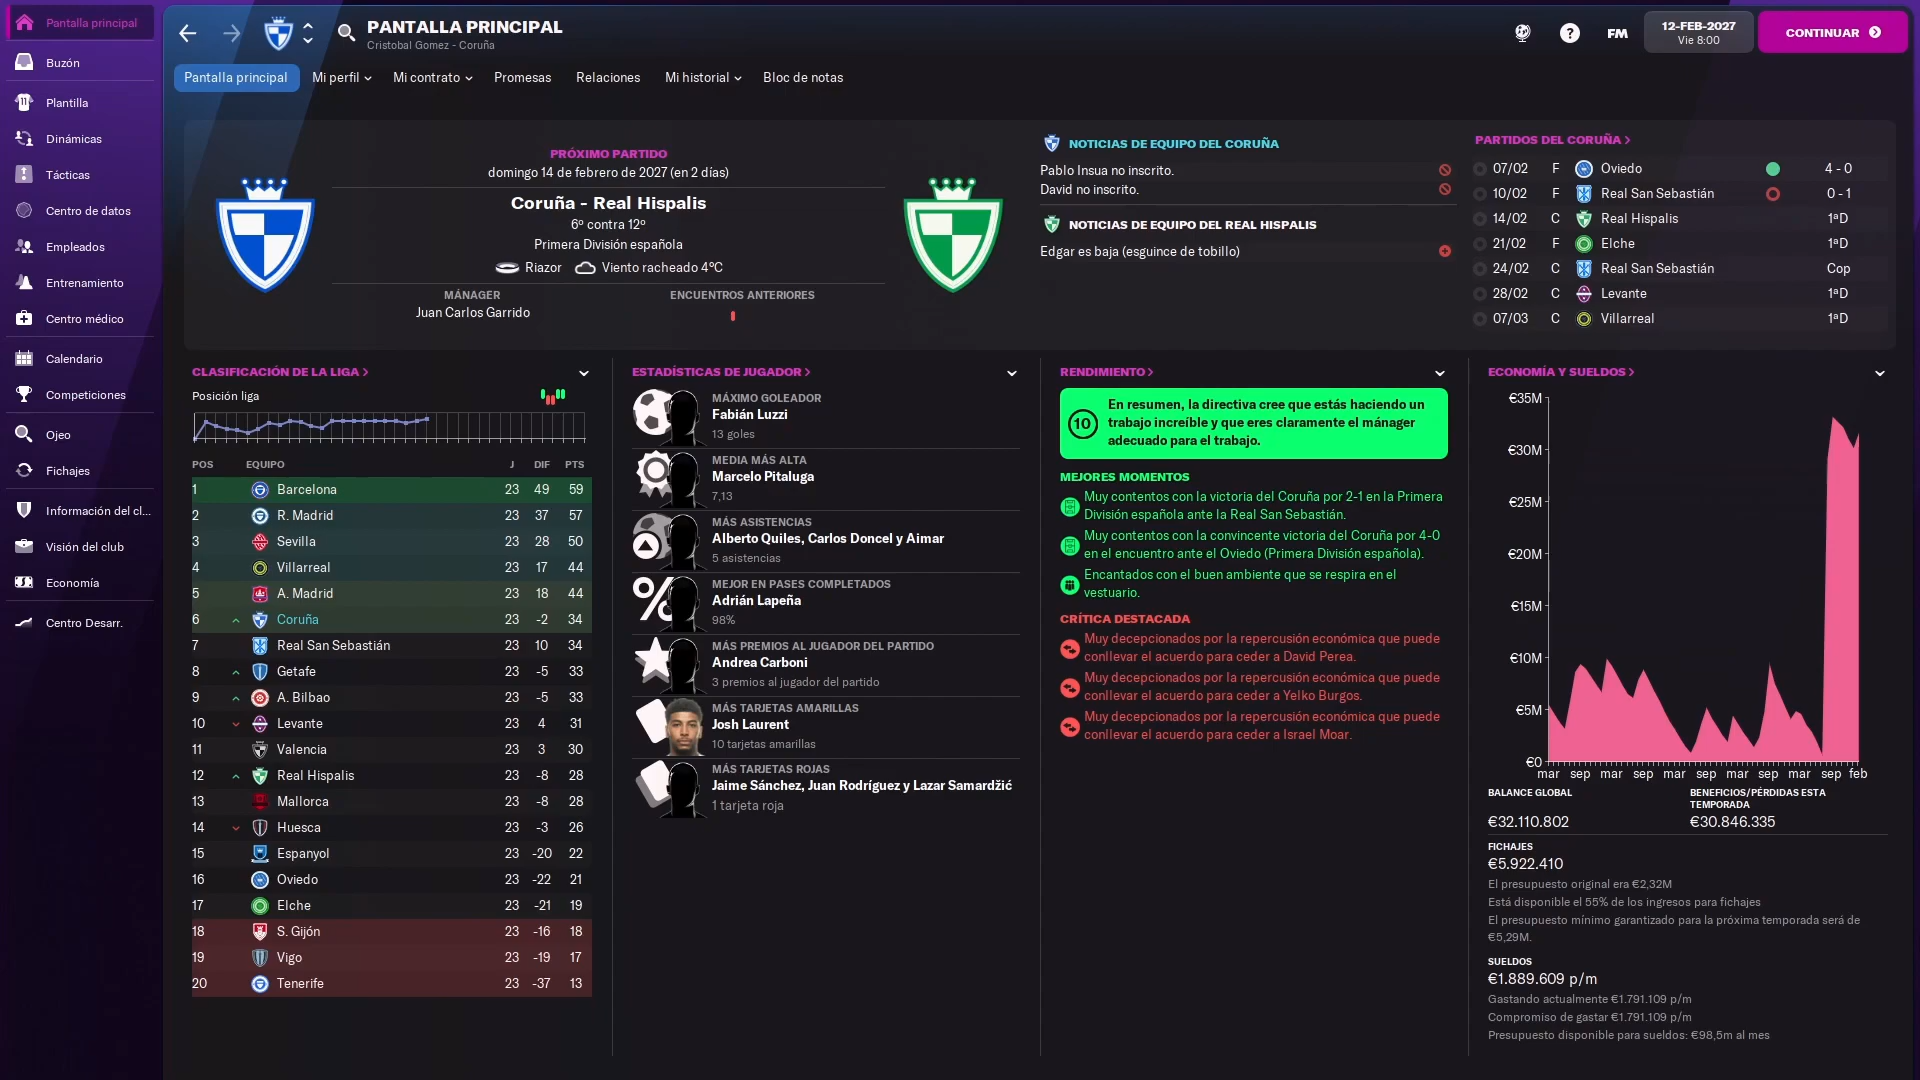 Pantalla principal
Buzón
Plantilla
Dinámicas
Tácticas
Centro de datos
Empleados
Entrenamiento
Centro médico
Calendario
Competiciones
Ojeo
Fichajes
Información del cl...
Visión del club
Economía
Centro Desarr.
PANTALLA PRINCIPAL
Cristobal Gomez - Coruña
FM
12-FEB-2027
Vie 8:00
CONTINUAR
Pantalla principal Mi perfil Mi contrato Promesas Relaciones Mi historial Bloc de notas
PRÓXIMO PARTIDO
domingo 14 de febrero de 2027 (en 2 días)
Coruña - Real Hispalis
6º contra 12º
Primera División española
Riazor Viento racheado 4ºC
MÁNAGER
Juan Carlos Garrido
ENCUENTROS ANTERIORES
NOTICIAS DE EQUIPO DEL CORUÑA
Pablo Insua no inscrito.
David no inscrito.
NOTICIAS DE EQUIPO DEL REAL HISPALIS
Edgar es baja (esguince de tobillo)
PARTIDOS DEL CORUÑA
07/02 F Oviedo 4 - 0
10/02 F Real San Sebastián 0 - 1
14/02 C Real Hispalis 1ªD
21/02 F Elche 1ªD
24/02 C Real San Sebastián Cop
28/02 C Levante 1ªD
07/03 C Villarreal 1ªD
CLASIFICACIÓN DE LA LIGA
Posición liga
POS EQUIPO J DIF PTS
1 Barcelona 23 49 59
2 R. Madrid 23 37 57
3 Sevilla 23 28 50
4 Villarreal 23 17 44
5 A. Madrid 23 18 44
6 Coruña 23 -2 34
7 Real San Sebastián 23 10 34
8 Getafe 23 -5 33
9 A. Bilbao 23 -5 33
10 Levante 23 4 31
11 Valencia 23 3 30
12 Real Hispalis 23 -8 28
13 Mallorca 23 -8 28
14 Huesca 23 -3 26
15 Espanyol 23 -20 22
16 Oviedo 23 -22 21
17 Elche 23 -21 19
18 S. Gijón 23 -16 18
19 Vigo 23 -19 17
20 Tenerife 23 -37 13
ESTADÍSTICAS DE JUGADOR
MÁXIMO GOLEADOR
Fabián Luzzi
13 goles
MEDIA MÁS ALTA
Marcelo Pitaluga
7,13
MÁS ASISTENCIAS
Alberto Quiles, Carlos Doncel y Aimar
5 asistencias
MEJOR EN PASES COMPLETADOS
Adrián Lapeña
98%
MÁS PREMIOS AL JUGADOR DEL PARTIDO
Andrea Carboni
3 premios al jugador del partido
MÁS TARJETAS AMARILLAS
Josh Laurent
10 tarjetas amarillas
MÁS TARJETAS ROJAS
Jaime Sánchez, Juan Rodríguez y Lazar Samardžić
1 tarjeta roja
RENDIMIENTO
10
En resumen, la directiva cree que estás haciendo un
trabajo increíble y que eres claramente el mánager
adecuado para el trabajo.
MEJORES MOMENTOS
Muy contentos con la victoria del Coruña por 2-1 en la Primera
División española ante la Real San Sebastián.
Muy contentos con la convincente victoria del Coruña por 4-0
en el encuentro ante el Oviedo (Primera División española).
Encantados con el buen ambiente que se respira en el
vestuario.
CRÍTICA DESTACADA
Muy decepcionados por la repercusión económica que puede
conllevar el acuerdo para ceder a David Perea.
Muy decepcionados por la repercusión económica que puede
conllevar el acuerdo para ceder a Yelko Burgos.
Muy decepcionados por la repercusión económica que puede
conllevar el acuerdo para ceder a Israel Moar.
ECONOMÍA Y SUELDOS
€35M
€30M
€25M
€20M
€15M
€10M
€5M
€0
mar sep mar sep mar sep mar sep mar sep feb
BALANCE GLOBAL
€32.110.802
BENEFICIOS/PÉRDIDAS ESTA
TEMPORADA
€30.846.335
FICHAJES
€5.922.410
El presupuesto original era €2,32M
Está disponible el 55% de los ingresos para fichajes
El presupuesto mínimo garantizado para la próxima temporada será de
€5,29M.
SUELDOS
€1.889.609 p/m
Gastando actualmente €1.791.109 p/m
Compromiso de gastar €1.791.109 p/m
Presupuesto disponible para sueldos: €98,5m al mes